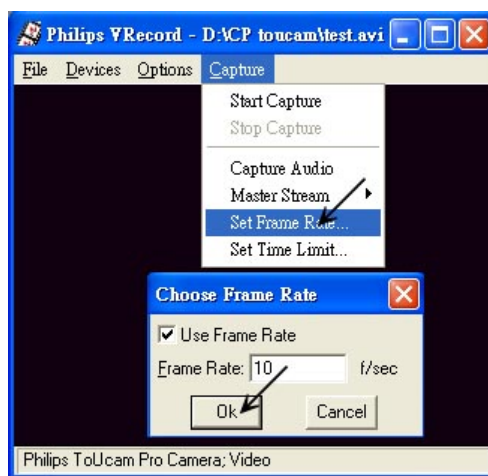 Philips VRecord - D:\CP toucam\test.avi
File Devices Options Capture
Start Capture
Stop Capture
Capture Audio
Master Stream
Set Frame Rate...
Set Time Limit...
Choose Frame Rate
Use Frame Rate
Frame Rate: 10 f/sec
Ok Cancel
Philips ToUcam Pro Camera; Video